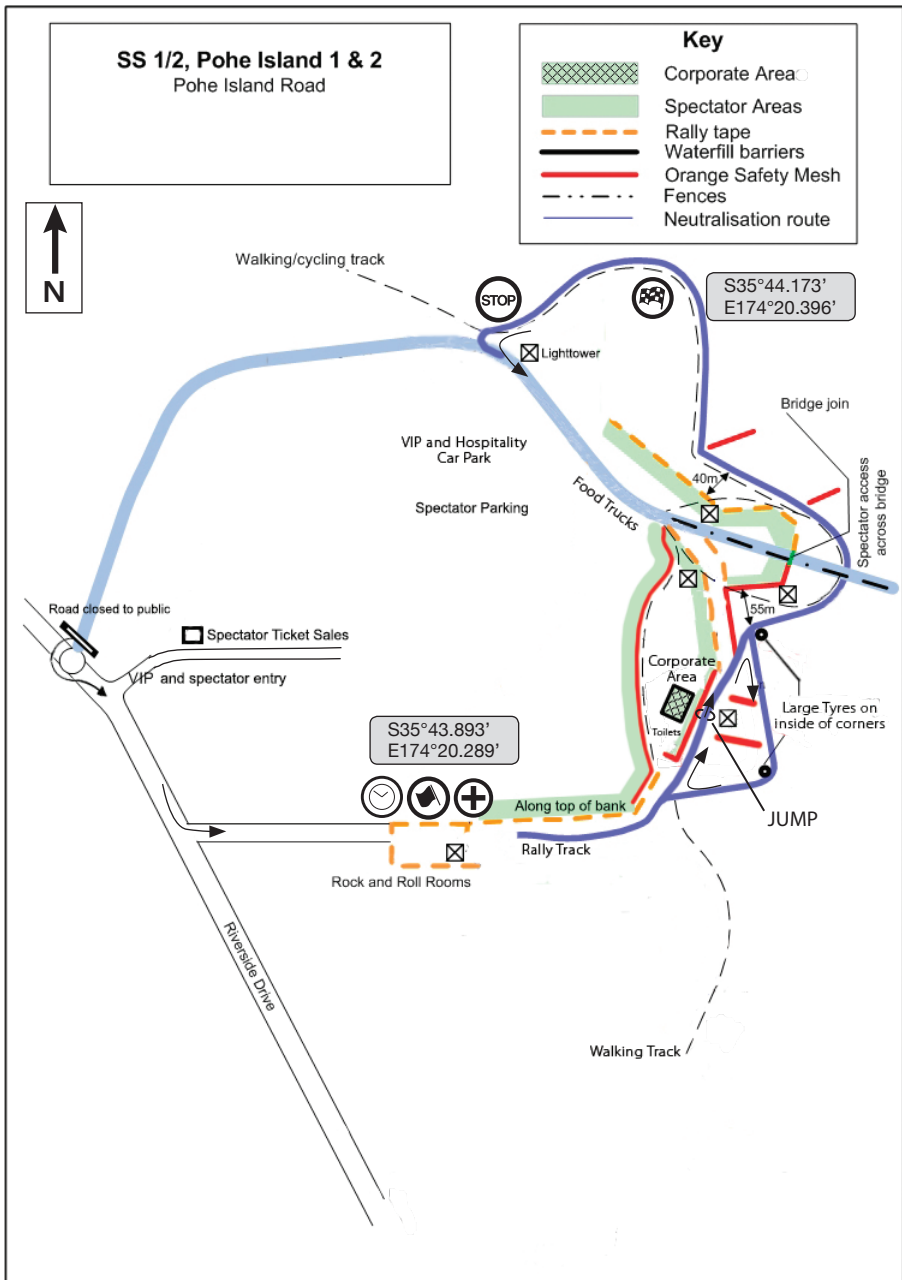 SS 1/2, Pohe Island 1 & 2
Pohe Island Road
Key
Corporate Area
Spectator Areas
Rally tape
Waterfill barriers
Orange Safety Mesh
Fences
Neutralisation route
N
Walking/cycling track
STOP
S35°44.173’
E174°20.396’
Lighttower
Bridge join
VIP and Hospitality
Car Park
40m
Spectator Parking
Food Trucks
Spectator access
across bridge
Road closed to public
55m
Spectator Ticket Sales
VIP and spectator entry
Corporate
Area
Toilets
Large Tyres on
inside of corners
S35°43.893’
E174°20.289’
Along top of bank
JUMP
Rally Track
Rock and Roll Rooms
Riverside Drive
Walking Track